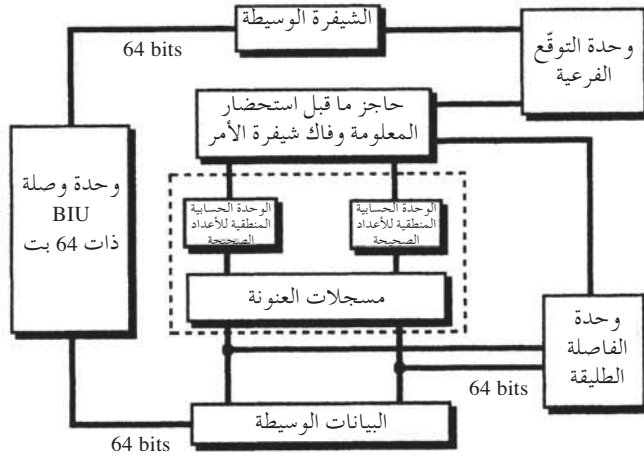 الشيفرة الوسيطة
64 bits
وحدة التوقّع
الفرعية
حاجز ما قبل استحضار
المعلومة وفاك شيفرة الأمر
وحدة وصلة
BIU
ذات 64 بت
الوحدة الحسابية
المنطقية للأعداد
الصحيحة
الوحدة الحسابية
المنطقية للأعداد
الصحيحة
مسجلات العنونة
وحدة
الفاصلة
الطليقة
64 bits
البيانات الوسيطة
64 bits